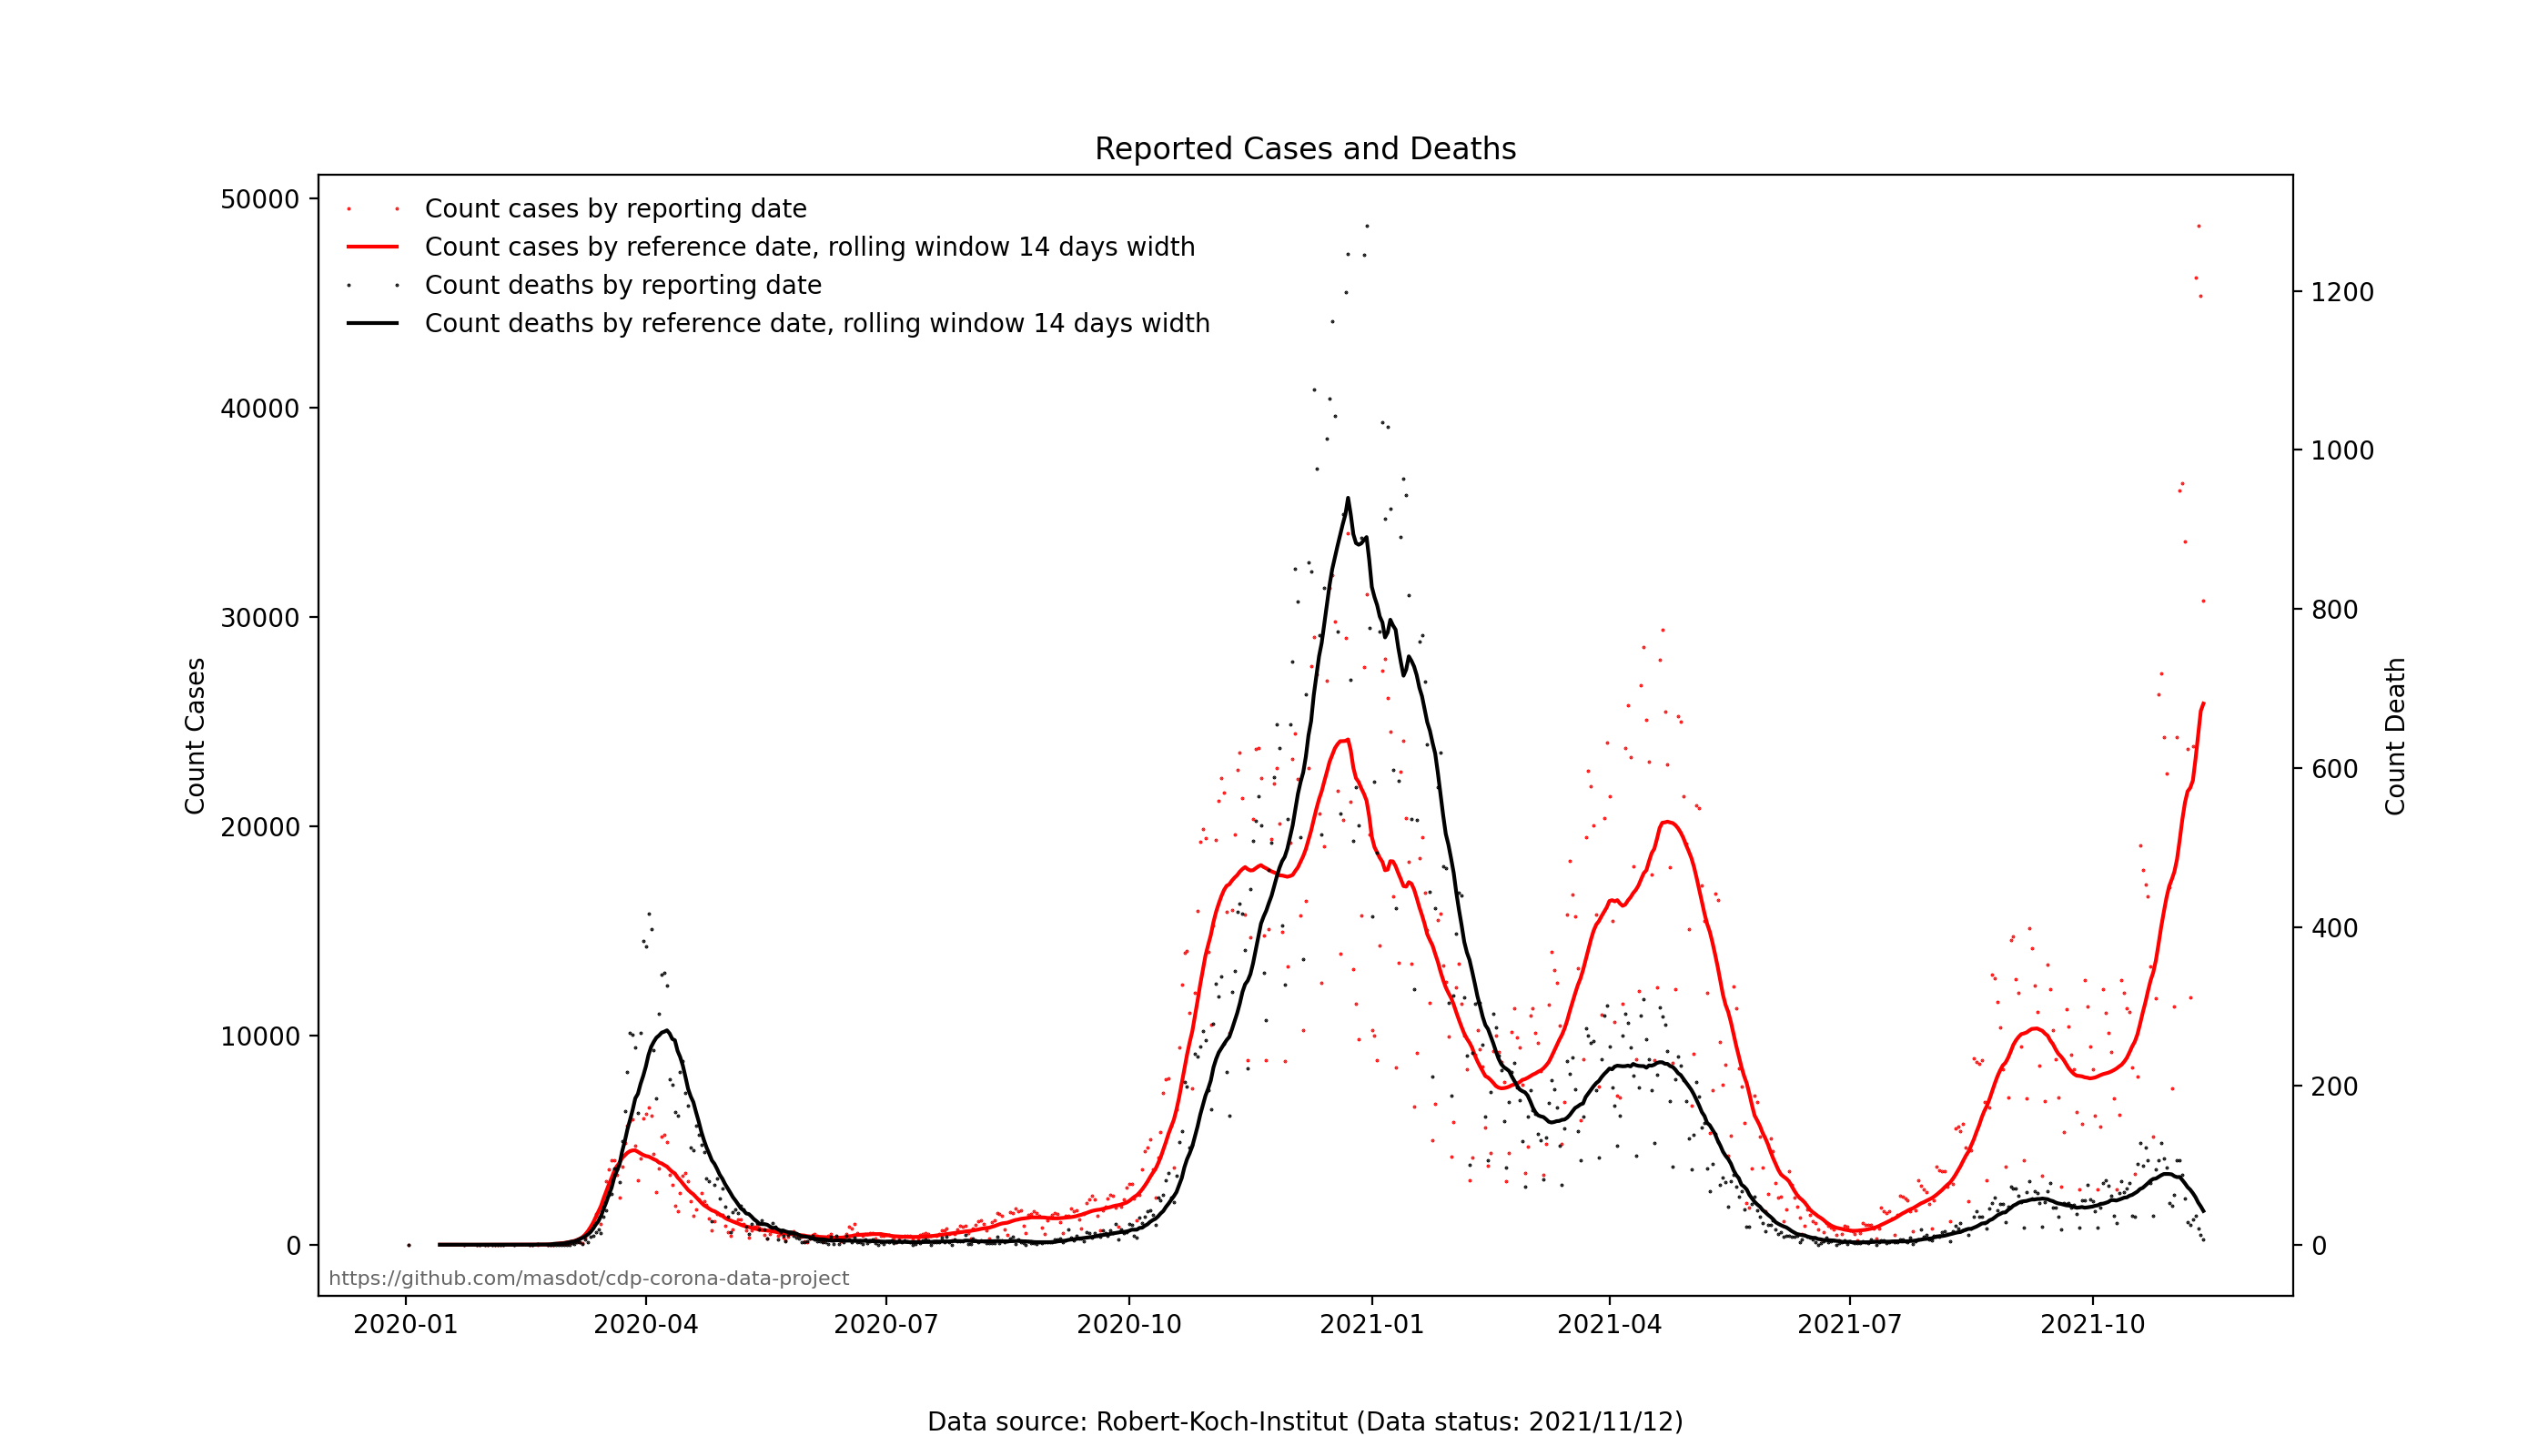 Reported Cases and Deaths
Count cases by reporting date
Count cases by reference date, rolling window 14 days width
Count deaths by reporting date
Count deaths by reference date, rolling window 14 days width
50000
40000
30000
20000
10000
0
Count Cases
1200
1000
800
600
400
200
0
Count Death
https://github.com/masdot/cdp-corona-data-project
2020-01 2020-04 2020-07 2020-10 2021-01 2021-04 2021-07 2021-10
Data source: Robert-Koch-Institut (Data status: 2021/11/12)